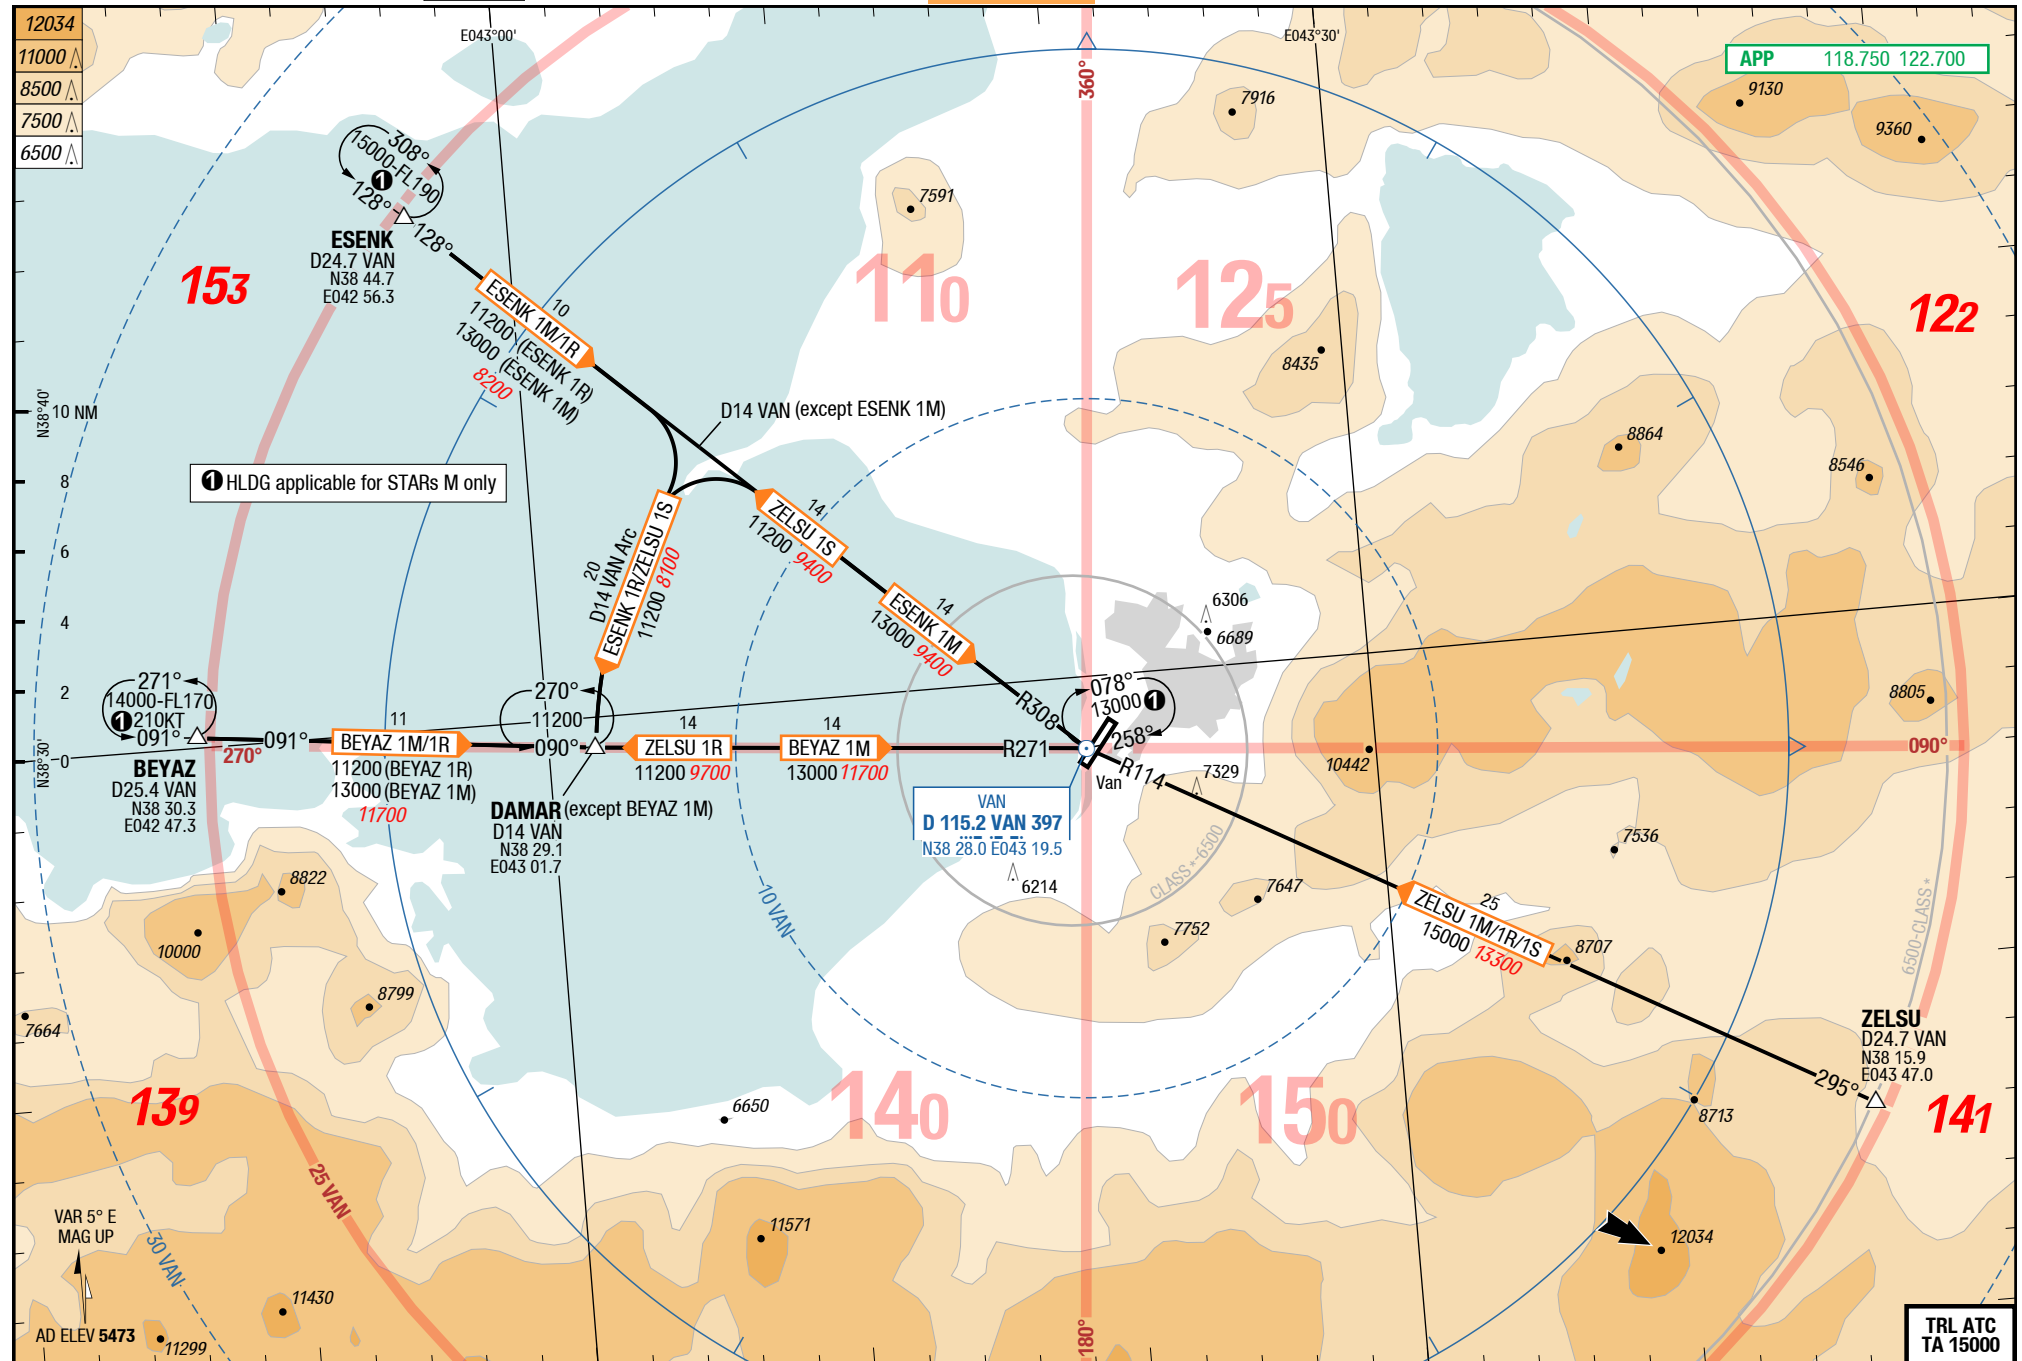 12034
11000
8500
7500
6500
E043°00'
E043°30'
360°
APP 118.750 122.700
9130
9360
7916
7591
308°
15000-FL190
1
128°
128°
ESENK
D24.7 VAN
N38 44.7
E042 56.3
153
110
125
122
10
ESENK 1M/1R
11200 (ESENK 1R)
13000 (ESENK 1M)
8200
8435
N38°40'
10 NM
8
6
4
2
0
N38°30'
D14 VAN (except ESENK 1M)
8864
8546
1 HLDG applicable for STARs M only
14
ZELSU 1S
11200 9400
20
D14 VAN Arc
ESENK 1R/ZELSU 1S
11200 8100
14
ESENK 1M
13000 9400
6306
6689
8805
271°
14000-FL170
1 210KT
091°
091°
270°
BEYAZ
D25.4 VAN
N38 30.3
E042 47.3
11
BEYAZ 1M/1R
11200 (BEYAZ 1R)
13000 (BEYAZ 1M)
11700
270°
11200
090°
DAMAR (except BEYAZ 1M)
D14 VAN
N38 29.1
E043 01.7
14
ZELSU 1R
11200 9700
14
BEYAZ 1M
13000 11700
R308
R271
078°
13000 1
258°
R114
Van
090°
10442
7329
7536
VAN
D 115.2 VAN 397
N38 28.0 E043 19.5
6214
CLASS *-6500
10 VAN
7647
7752
25
ZELSU 1M/1R/1S
15000 13300
8707
6500-CLASS *
8822
10000
8799
7664
ZELSU
D24.7 VAN
N38 15.9
E043 47.0
295°
8713
139
140
150
141
6650
25 VAN
30 VAN
11571
12034
11430
11299
VAR 5° E
MAG UP
AD ELEV 5473
180°
TRL ATC
TA 15000